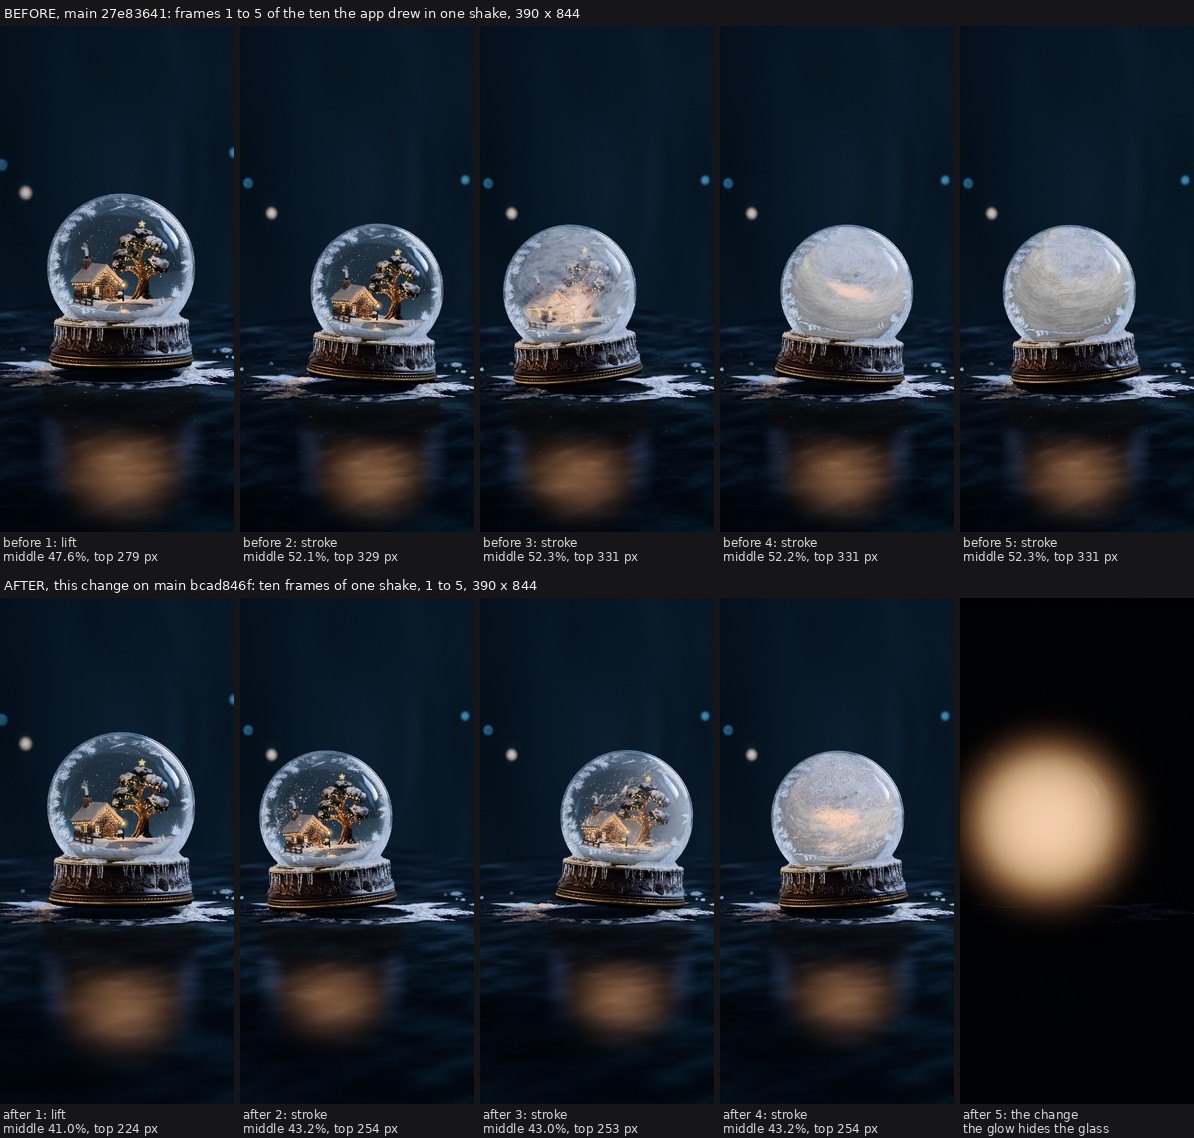 BEFORE, main 27e83641: frames 1 to 5 of the ten the app drew in one shake, 390 x 844
before 1: lift
middle 47.6%, top 279 px
before 2: stroke
middle 52.1%, top 329 px
before 3: stroke
middle 52.3%, top 331 px
before 4: stroke
middle 52.2%, top 331 px
before 5: stroke
middle 52.3%, top 331 px
AFTER, this change on main bcad846f: ten frames of one shake, 1 to 5, 390 x 844
after 1: lift
middle 41.0%, top 224 px
after 2: stroke
middle 43.2%, top 254 px
after 3: stroke
middle 43.0%, top 253 px
after 4: stroke
middle 43.2%, top 254 px
after 5: the change
the glow hides the glass